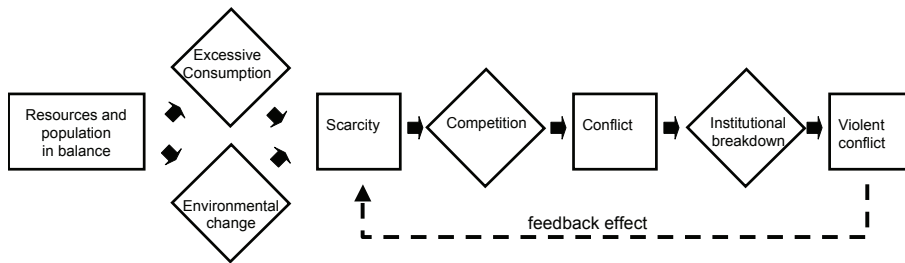 Excessive
Consumption
Resources and
population
in balance
Environmental
change
Scarcity
Competition
Conflict
Institutional
breakdown
Violent
conflict
feedback effect